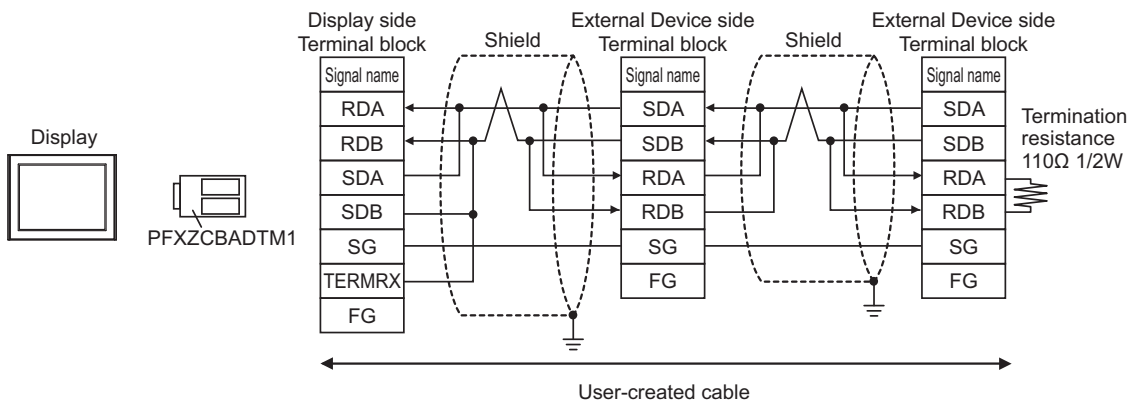 Display side
Terminal block
Shield
External Device side
Terminal block
Shield
External Device side
Terminal block
Signal name
RDA
RDB
SDA
SDB
SG
TERMRX
FG
Signal name
SDA
SDB
RDA
RDB
SG
FG
Signal name
SDA
SDB
RDA
RDB
SG
FG
Termination
resistance
110Ω 1/2W
Display
PFXZCBADTM1
User-created cable